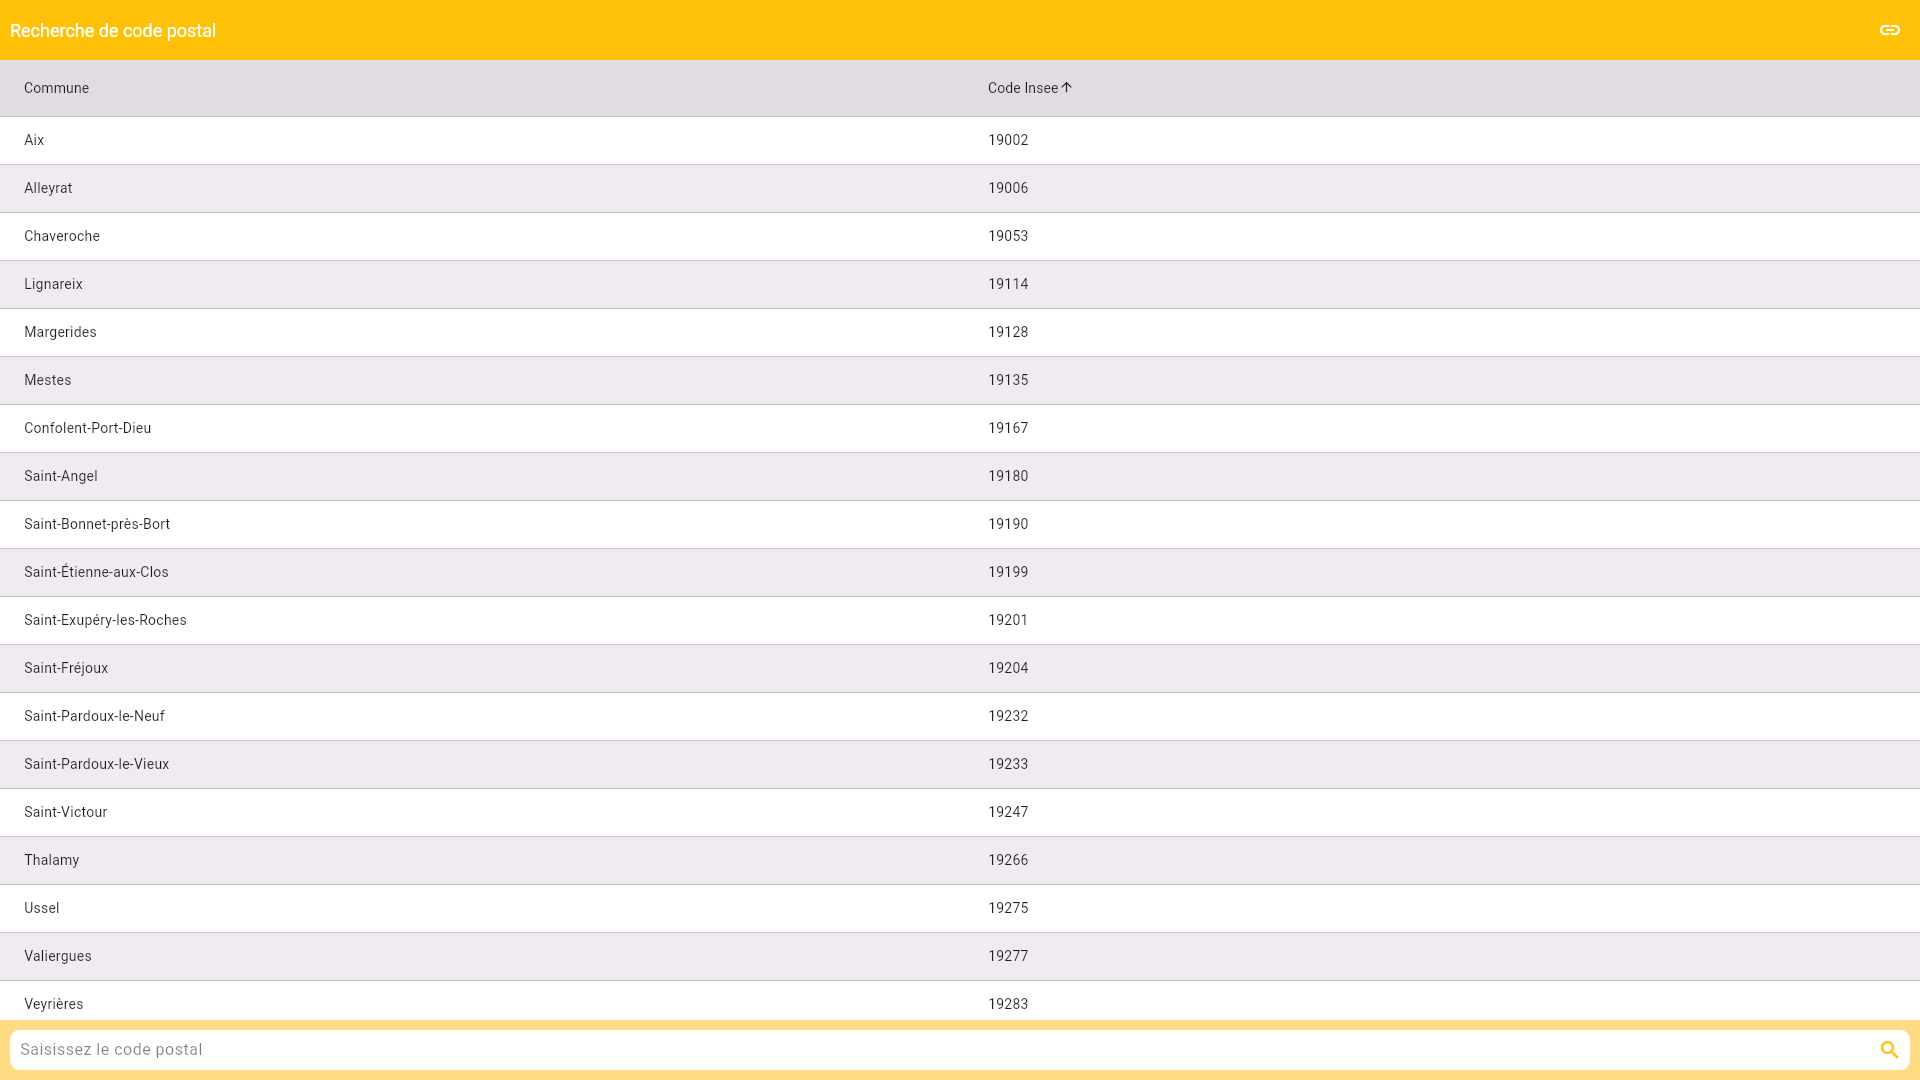 Recherche de code postal
Commune Code Insee
Aix 19002
Alleyrat 19006
Chaveroche 19053
Lignareix 19114
Margerides 19128
Mestes 19135
Confolent-Port-Dieu 19167
Saint-Angel 19180
Saint-Bonnet-près-Bort 19190
Saint-Étienne-aux-Clos 19199
Saint-Exupéry-les-Roches 19201
Saint-Fréjoux 19204
Saint-Pardoux-le-Neuf 19232
Saint-Pardoux-le-Vieux 19233
Saint-Victour 19247
Thalamy 19266
Ussel 19275
Valiergues 19277
Veyrières 19283
Saisissez le code postal